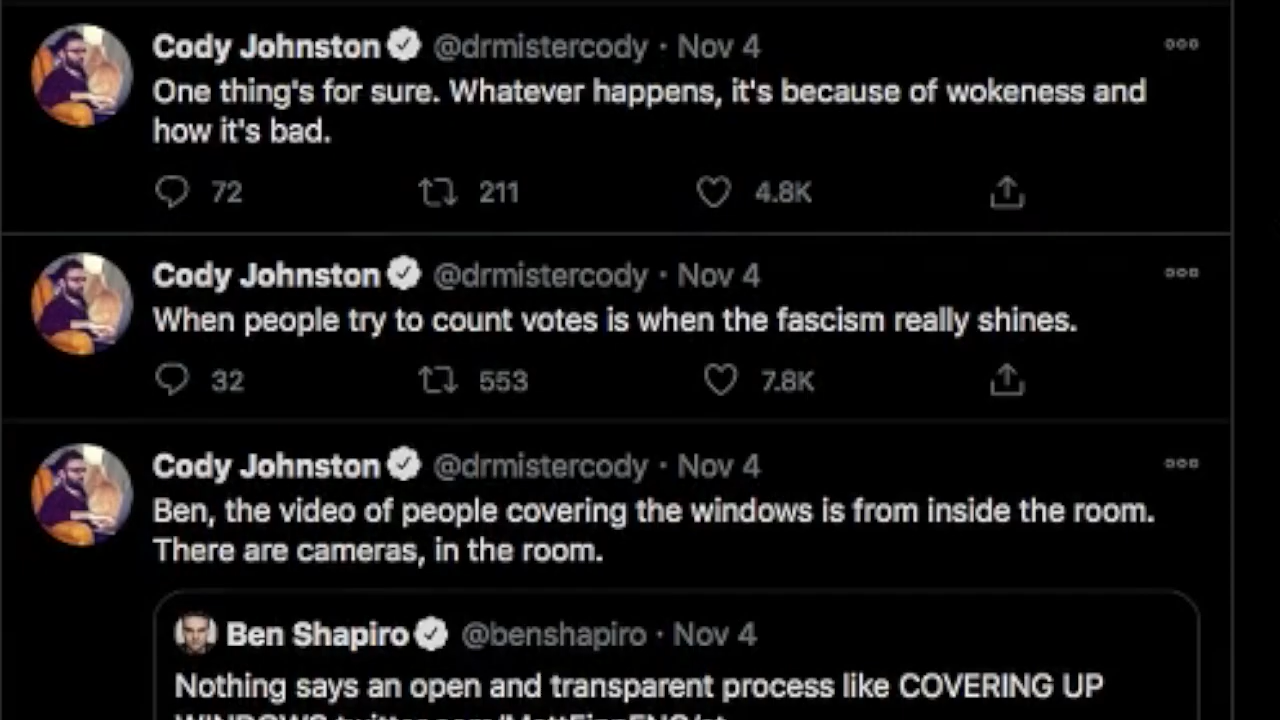 Cody Johnston @drmistercody · Nov 4
One thing's for sure. Whatever happens, it's because of wokeness and
how it's bad.
72 211 4.8K
Cody Johnston @drmistercody · Nov 4
When people try to count votes is when the fascism really shines.
32 553 7.8K
Cody Johnston @drmistercody · Nov 4
Ben, the video of people covering the windows is from inside the room.
There are cameras, in the room.
Ben Shapiro @benshapiro · Nov 4
Nothing says an open and transparent process like COVERING UP
WINDOWS